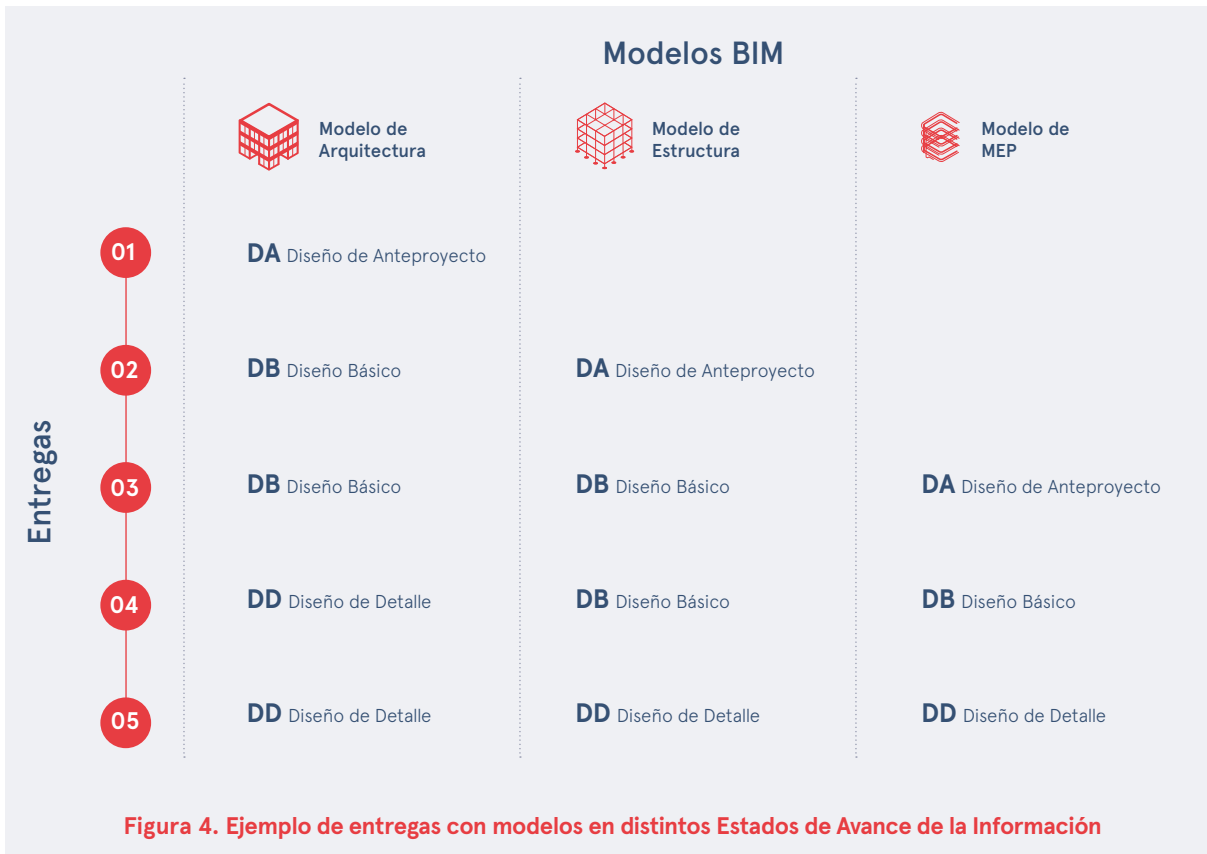 Modelos BIM
Modelo de
Arquitectura
Modelo de
Estructura
Modelo de
MEP
Entregas
01
DA Diseño de Anteproyecto
02
DB Diseño Básico
DA Diseño de Anteproyecto
03
DB Diseño Básico
DB Diseño Básico
DA Diseño de Anteproyecto
04
DD Diseño de Detalle
DB Diseño Básico
DB Diseño Básico
05
DD Diseño de Detalle
DD Diseño de Detalle
DD Diseño de Detalle
Figura 4. Ejemplo de entregas con modelos en distintos Estados de Avance de la Información